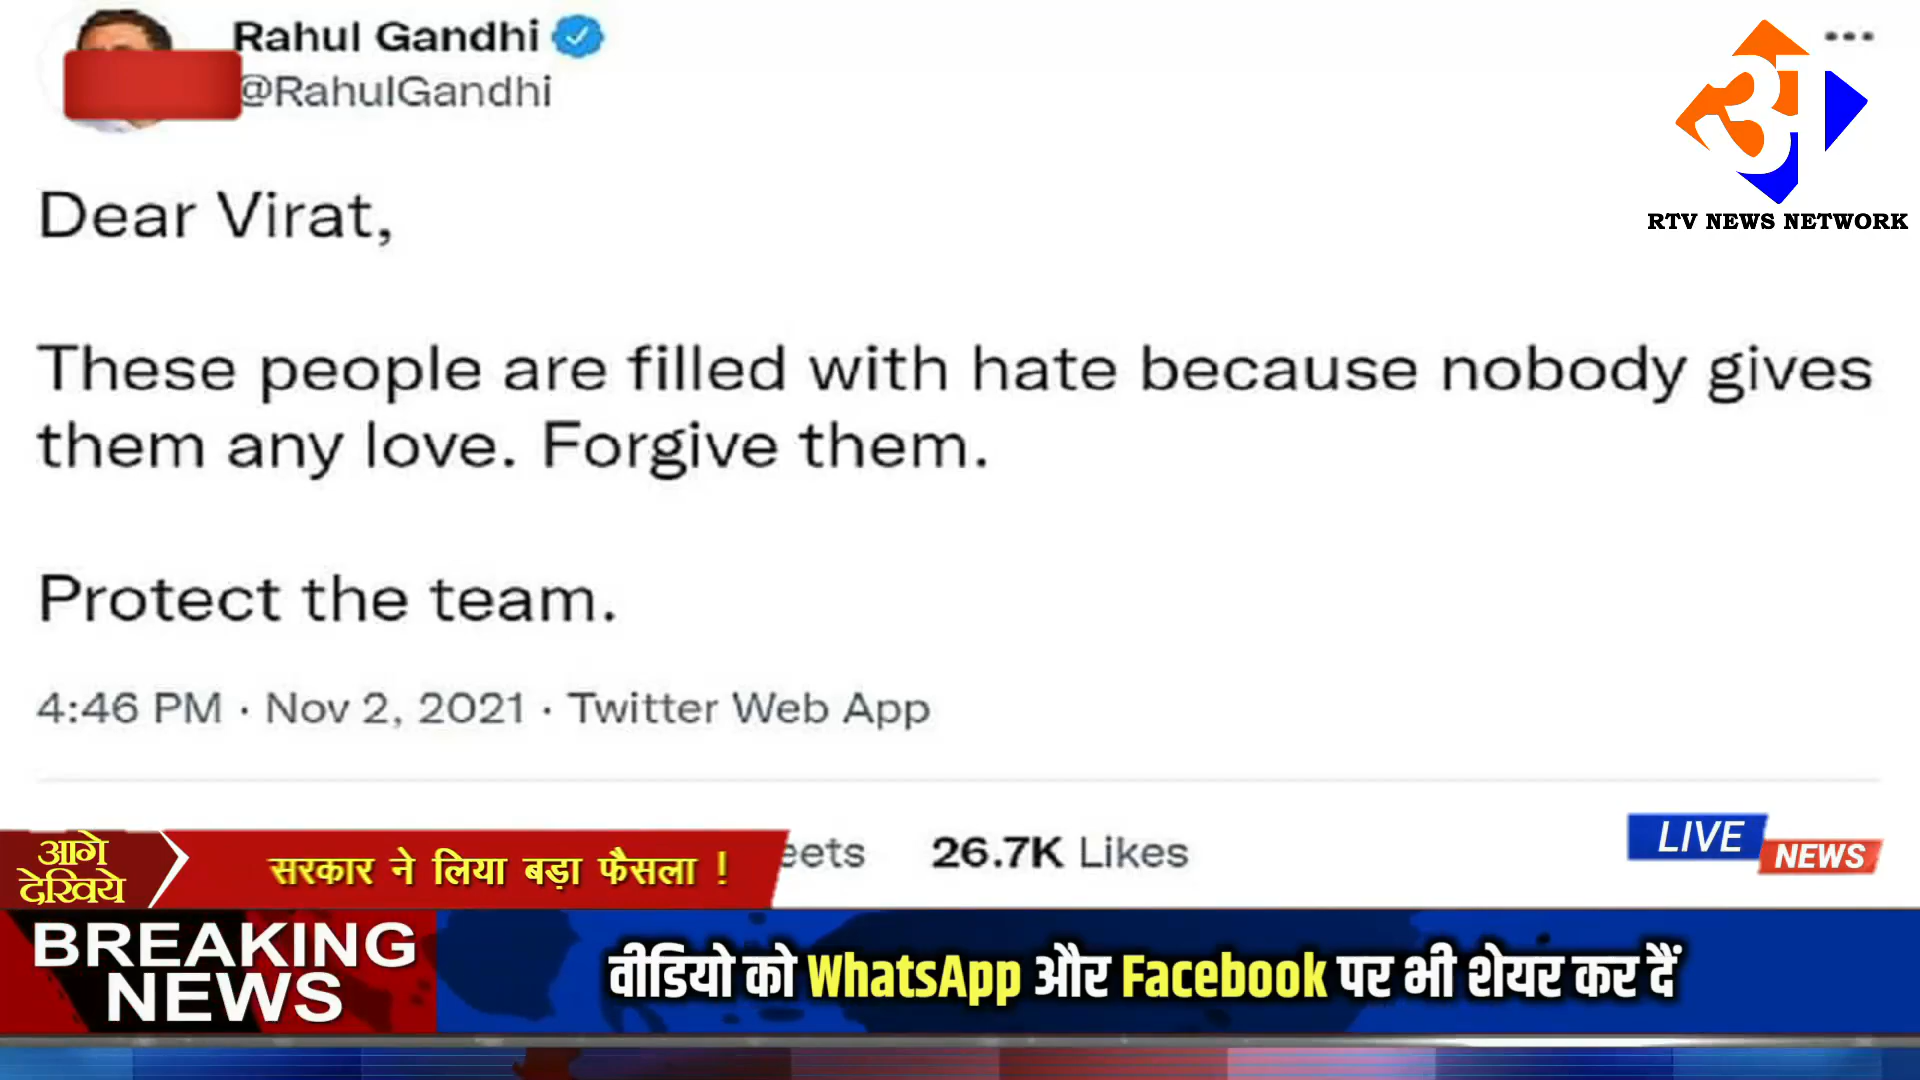 Rahul Gandhi
@RahulGandhi
अ
RTV NEWS NETWORK
Dear Virat,
These people are filled with hate because nobody gives
them any love. Forgive them.
Protect the team.
4:46 PM · Nov 2, 2021 · Twitter Web App
26.7K Likes
LIVE
NEWS
आगे
देखिये
सरकार ने लिया बड़ा फैसला !
BREAKING
NEWS
वीडियो को WhatsApp और Facebook पर भी शेयर कर दैं